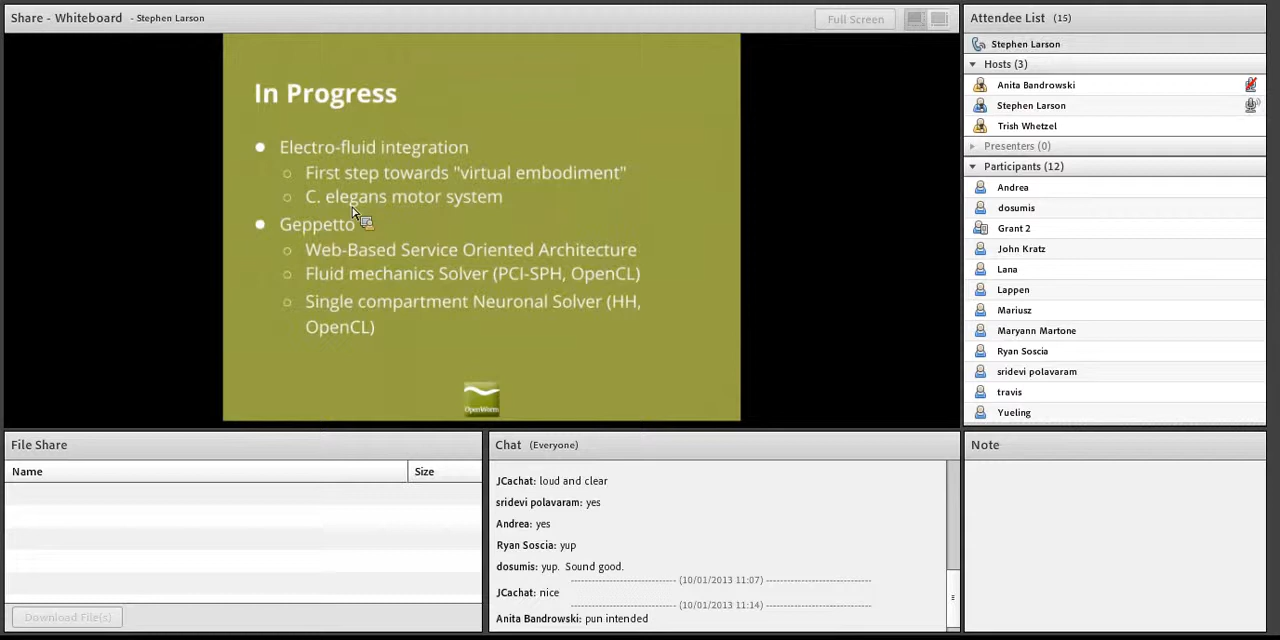 Share - Whiteboard - Stephen Larson
Full Screen
In Progress
● Electro-fluid integration
○ First step towards "virtual embodiment"
○ C. elegans motor system
● Geppetto
○ Web-Based Service Oriented Architecture
○ Fluid mechanics Solver (PCI-SPH, OpenCL)
○ Single compartment Neuronal Solver (HH,
OpenCL)
OpenWorm
Attendee List (15)
Stephen Larson
Hosts (3)
Anita Bandrowski
Stephen Larson
Trish Whetzel
Presenters (0)
Participants (12)
Andrea
dosumis
Grant 2
John Kratz
Lana
Lappen
Mariusz
Maryann Martone
Ryan Soscia
sridevi polavaram
travis
Yueling
File Share
Name Size
Download File(s)
Chat (Everyone)
JCachat: loud and clear
sridevi polavaram: yes
Andrea: yes
Ryan Soscia: yup
dosumis: yup. Sound good.
------------------------ (10/01/2013 11:07) ------------------------
JCachat: nice
------------------------ (10/01/2013 11:14) ------------------------
Anita Bandrowski: pun intended
Note